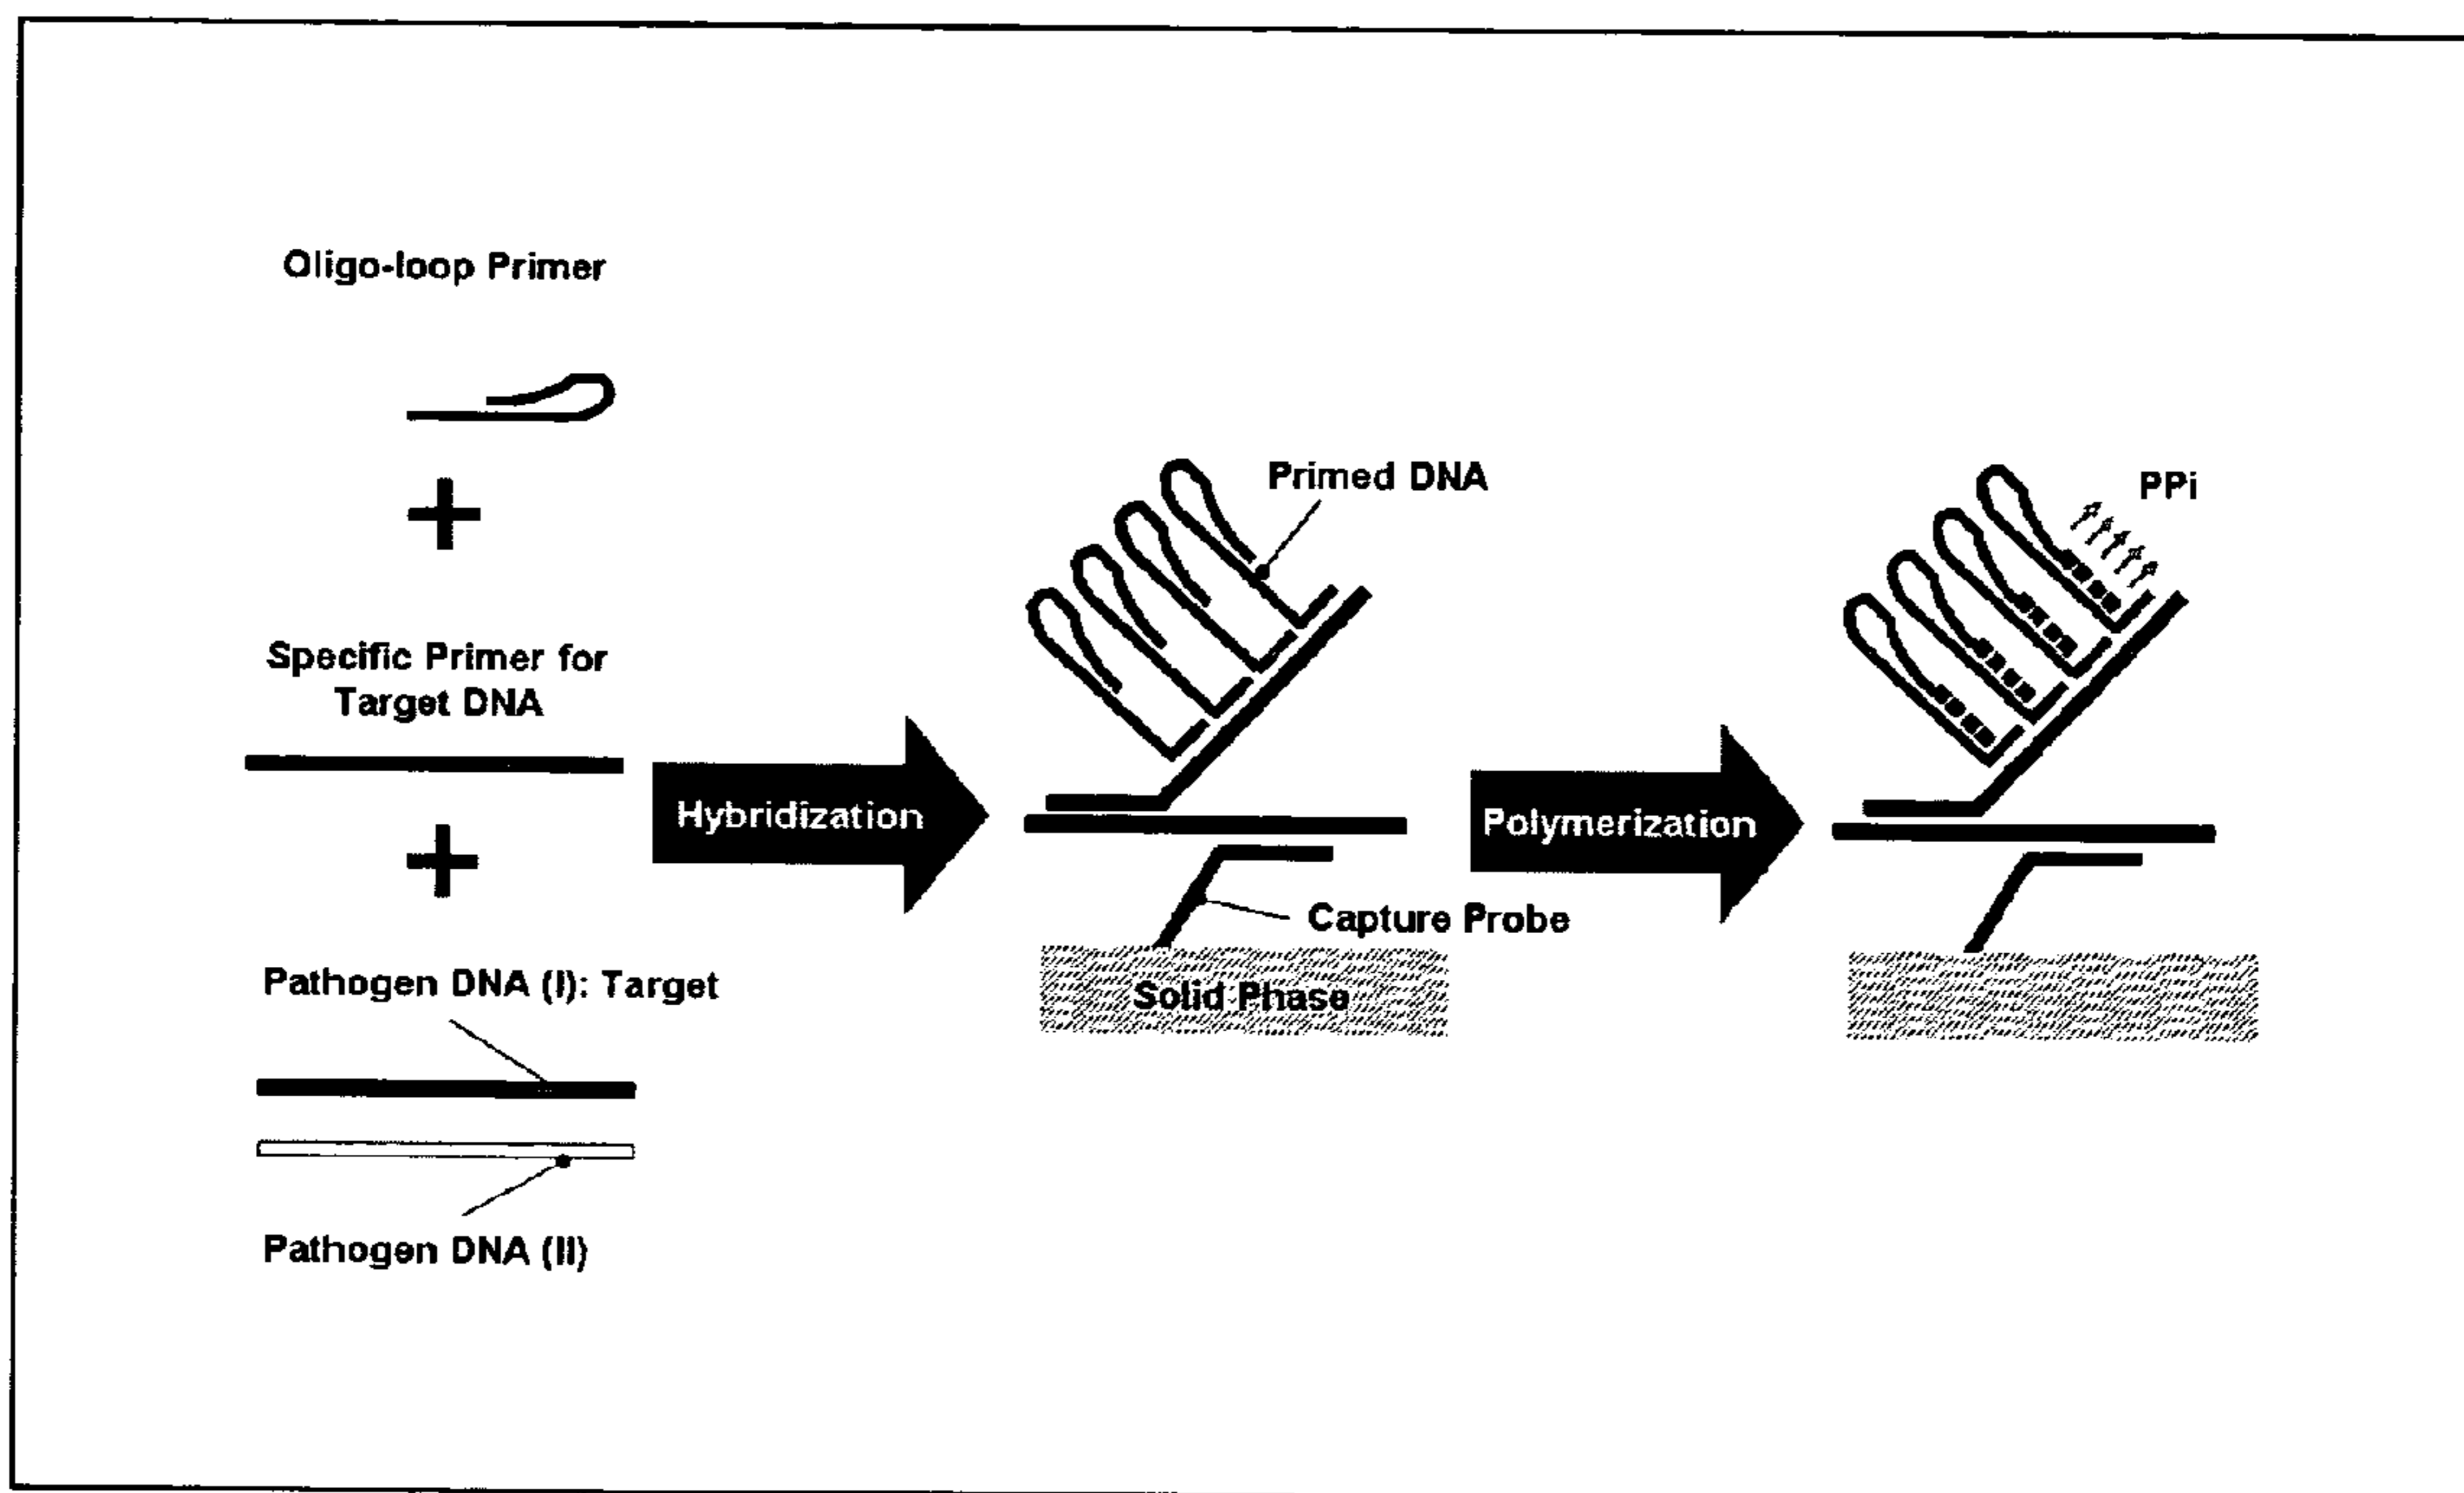 Oligo-loop Primer
Specific Primer for
Target DNA
Pathogen DNA (I): Target
Pathogen DNA (II)
Hybridization
Primed DNA
Capture Probe
Solid Phase
Polymerization
PPi